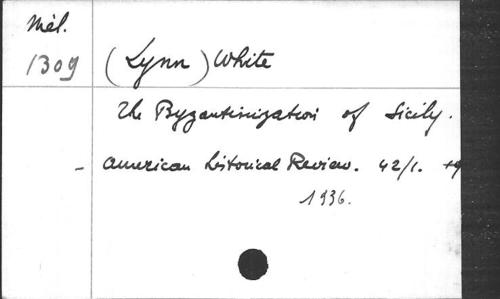 Mél.
1309
(Lynn) White
The Byzantinization of Sicily.
- American historical Review. 42/1.
1936.